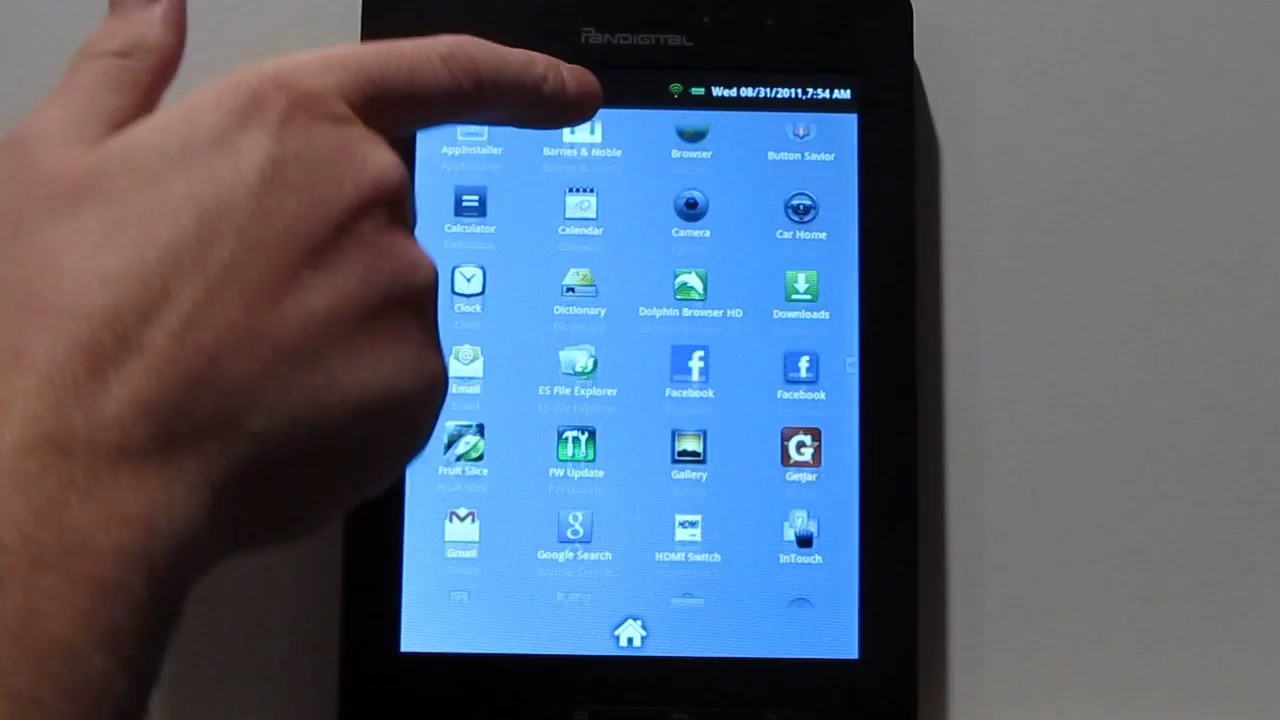 PANDIGITAL
Wed 08/31/2011,7:54 AM
AppInstaller Barnes & Noble Browser Button Savior
Calculator Calendar Camera Car Home
Clock Dictionary Dolphin Browser HD Downloads
Email ES File Explorer Facebook Facebook
Fruit Slice FW Update Gallery GetJar
Gmail Google Search HDMI Switch InTouch